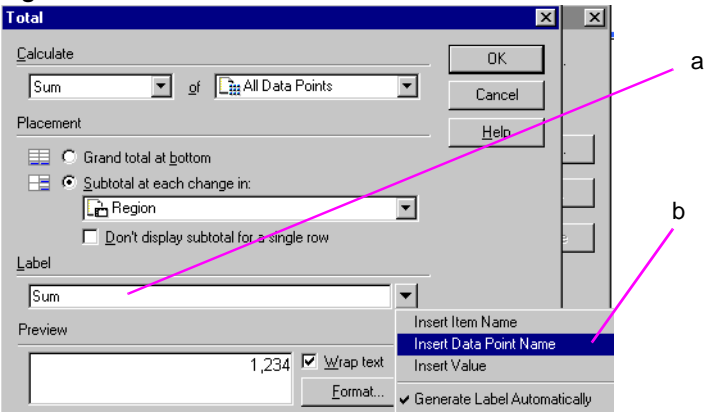 Total
Calculate
OK
a
Sum of All Data Points
Cancel
Placement
Help
Grand total at bottom
Subtotal at each change in:
Region
b
Don't display subtotal for a single row
Label
Sum
Insert Item Name
Preview
Insert Data Point Name
1,234
Wrap text
Insert Value
Format...
✔ Generate Label Automatically